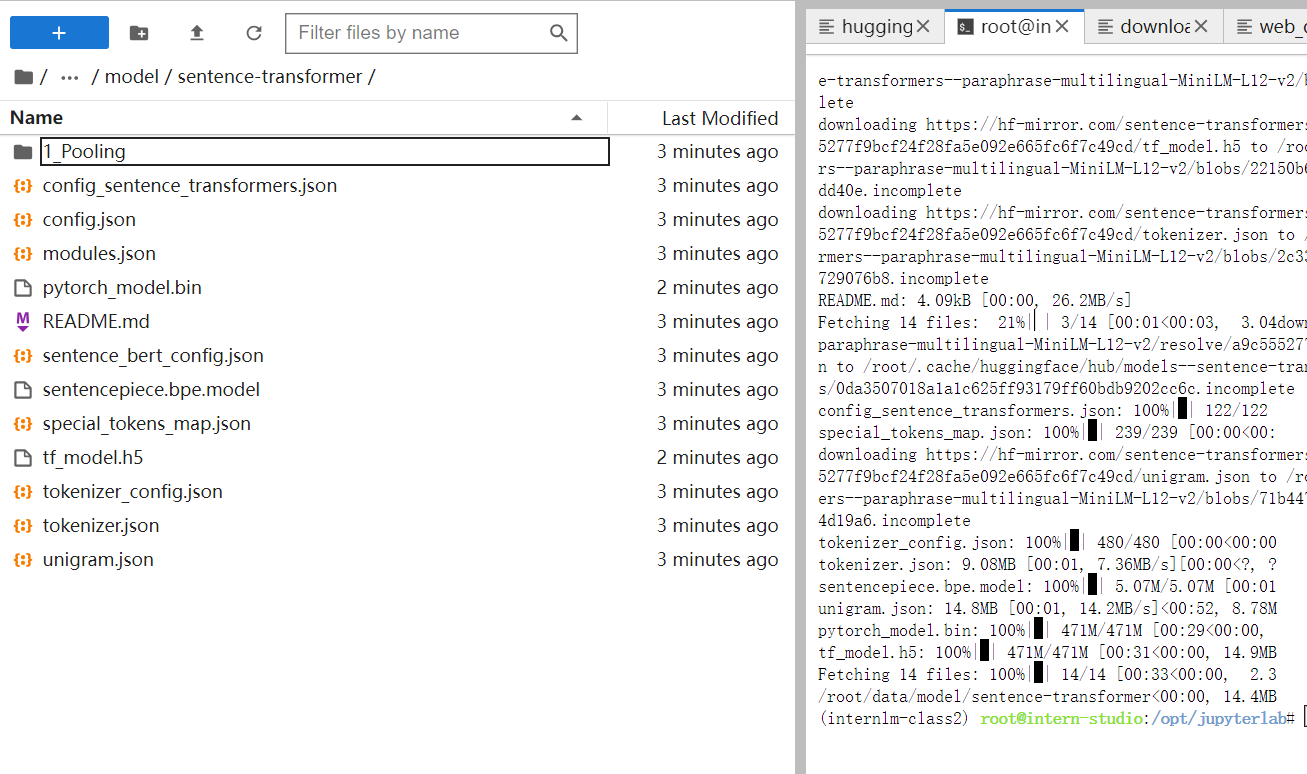 +
Filter files by name
/ ... / model / sentence-transformer /
Name Last Modified
1_Pooling 3 minutes ago
config_sentence_transformers.json 3 minutes ago
config.json 3 minutes ago
modules.json 3 minutes ago
pytorch_model.bin 2 minutes ago
README.md 3 minutes ago
sentence_bert_config.json 3 minutes ago
sentencepiece.bpe.model 3 minutes ago
special_tokens_map.json 3 minutes ago
tf_model.h5 2 minutes ago
tokenizer_config.json 3 minutes ago
tokenizer.json 3 minutes ago
unigram.json 3 minutes ago
hugging root@in downloa web_
e-transformers--paraphrase-multilingual-MiniLM-L12-v2/b
lete
downloading https://hf-mirror.com/sentence-transformers
5277f9bcf24f28fa5e092e665fc6f7c49cd/tf_model.h5 to /roo
rs--paraphrase-multilingual-MiniLM-L12-v2/blobs/22150b6
dd40e.incomplete
downloading https://hf-mirror.com/sentence-transformers
5277f9bcf24f28fa5e092e665fc6f7c49cd/tokenizer.json to /
rmers--paraphrase-multilingual-MiniLM-L12-v2/blobs/2c33
729076b8.incomplete
README.md: 4.09kB [00:00, 26.2MB/s]
Fetching 14 files:  21%|| | 3/14 [00:01<00:03,  3.04down
paraphrase-multilingual-MiniLM-L12-v2/resolve/a9c555277
n to /root/.cache/huggingface/hub/models--sentence-tran
s/0da3507018a1a1c625ff93179ff60bdb9202cc6c.incomplete
config_sentence_transformers.json: 100%|█| 122/122
special_tokens_map.json: 100%|█| 239/239 [00:00<00:
downloading https://hf-mirror.com/sentence-transformers
5277f9bcf24f28fa5e092e665fc6f7c49cd/unigram.json to /ro
ers--paraphrase-multilingual-MiniLM-L12-v2/blobs/71b447
4d19a6.incomplete
tokenizer_config.json: 100%|█| 480/480 [00:00<00:00
tokenizer.json: 9.08MB [00:01, 7.36MB/s][00:00<?, ?
sentencepiece.bpe.model: 100%|█| 5.07M/5.07M [00:01
unigram.json: 14.8MB [00:01, 14.2MB/s]<00:52, 8.78M
pytorch_model.bin: 100%|█| 471M/471M [00:29<00:00,
tf_model.h5: 100%|█| 471M/471M [00:31<00:00, 14.9MB
Fetching 14 files: 100%|█| 14/14 [00:33<00:00,  2.3
/root/data/model/sentence-transformer<00:00, 14.4MB
(internlm-class2) root@intern-studio:/opt/jupyterlab#